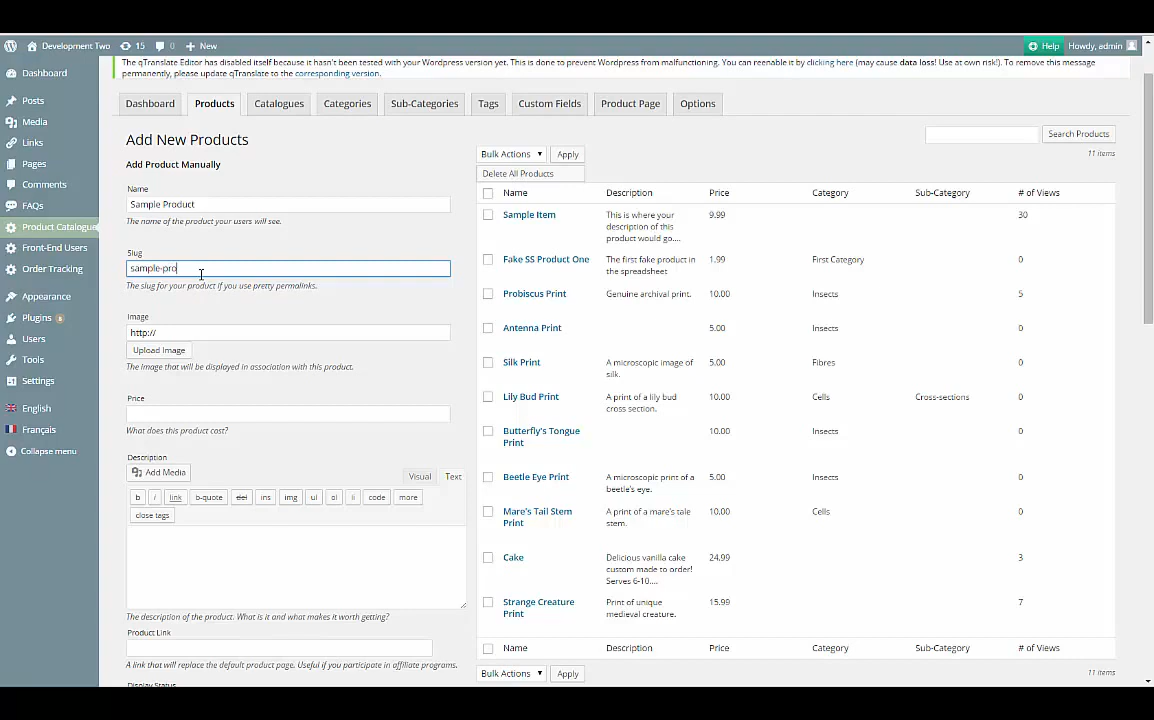 Development Two 15 0 New Help Howdy, admin
The qTranslate Editor has disabled itself because it hasn't been tested with your Wordpress version yet. This is done to prevent Wordpress from malfunctioning. You can reenable it by clicking here (may cause data loss! Use at own risk!). To remove this message
permanently, please update qTranslate to the corresponding version.
Dashboard
Posts
Media
Links
Pages
Comments
FAQs
Product Catalogue
Front-End Users
Order Tracking
Appearance
Plugins
Users
Tools
Settings
English
Français
Collapse menu
Dashboard Products Catalogues Categories Sub-Categories Tags Custom Fields Product Page Options
Add New Products
Add Product Manually
Name
Sample Product
The name of the product your users will see.
Slug
sample-pro
The slug for your product if you use pretty permalinks.
Image
http://
Upload Image
The image that will be displayed in association with this product.
Price
What does this product cost?
Description
Add Media Visual Text
b i link b-quote del ins img ul ol li code more
close tags
The description of the product. What is it and what makes it worth getting?
Product Link
A link that will replace the default product page. Useful if you participate in affiliate programs.
Display Status
Search Products
Bulk Actions Apply 11 items
Delete All Products
Name Description Price Category Sub-Category # of Views
Sample Item This is where your 9.99 30
description of this
product would go....
Fake SS Product One The first fake product in 1.99 First Category 0
the spreadsheet
Probiscus Print Genuine archival print. 10.00 Insects 5
Antenna Print 5.00 Insects 0
Silk Print A microscopic image of 5.00 Fibres 0
silk.
Lily Bud Print A print of a lily bud 10.00 Cells Cross-sections 0
cross section.
Butterfly's Tongue 10.00 Insects 0
Print
Beetle Eye Print A microscopic print of a 5.00 Insects 0
beetle's eye.
Mare's Tail Stem A print of a mare's tale 10.00 Cells 0
Print stem.
Cake Delicious vanilla cake 24.99 3
custom made to order!
Serves 6-10....
Strange Creature Print of unique 15.99 7
Print medieval creature.
Name Description Price Category Sub-Category # of Views
Bulk Actions Apply 11 items